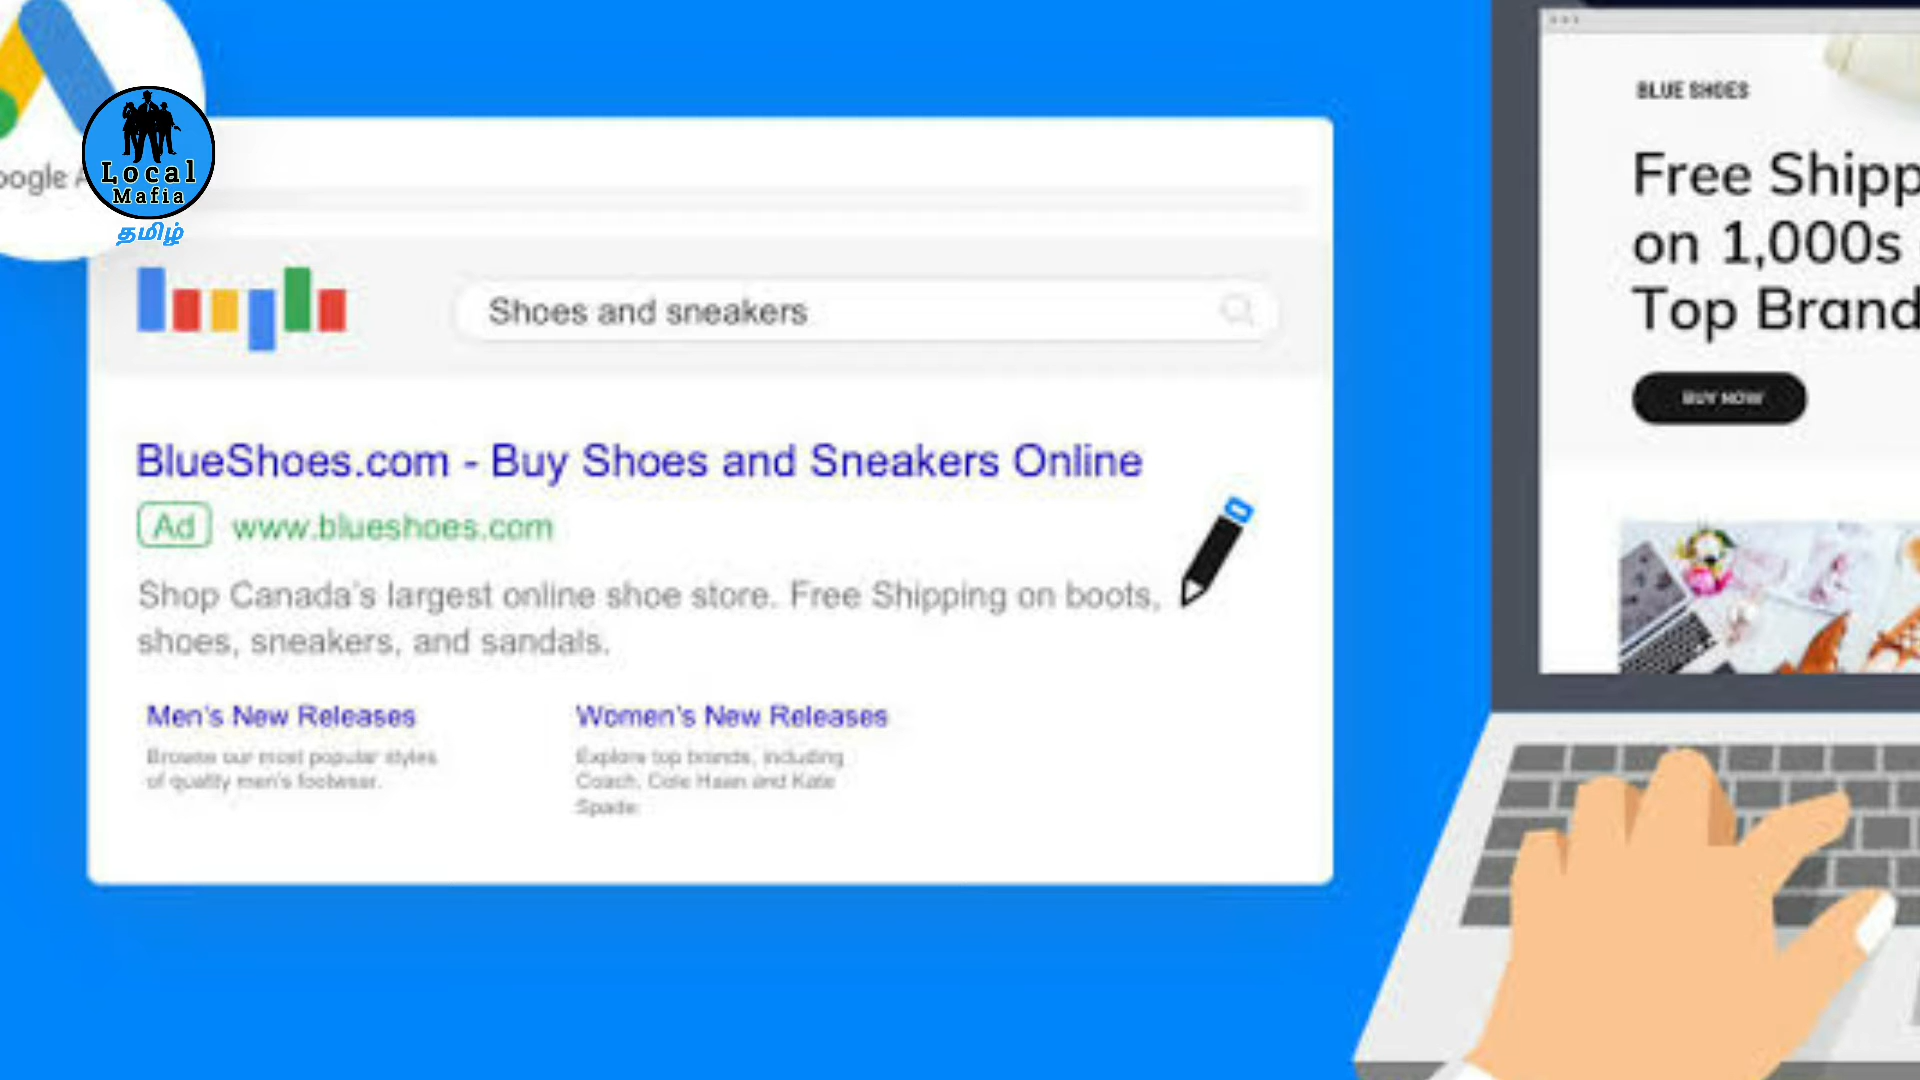 oogle A
Local
Mafia
தமிழ்
Shoes and sneakers
BlueShoes.com - Buy Shoes and Sneakers Online
Ad www.blueshoes.com
Shop Canada's largest online shoe store. Free Shipping on boots,
shoes, sneakers, and sandals.
Men's New Releases
Browse our most popular styles
of quality men's footwear.
Women's New Releases
Explore top brands, including
Coach, Cole Haan and Kate
Spade
BLUE SHOES
Free Shipp
on 1,000s
Top Brand
BUY NOW